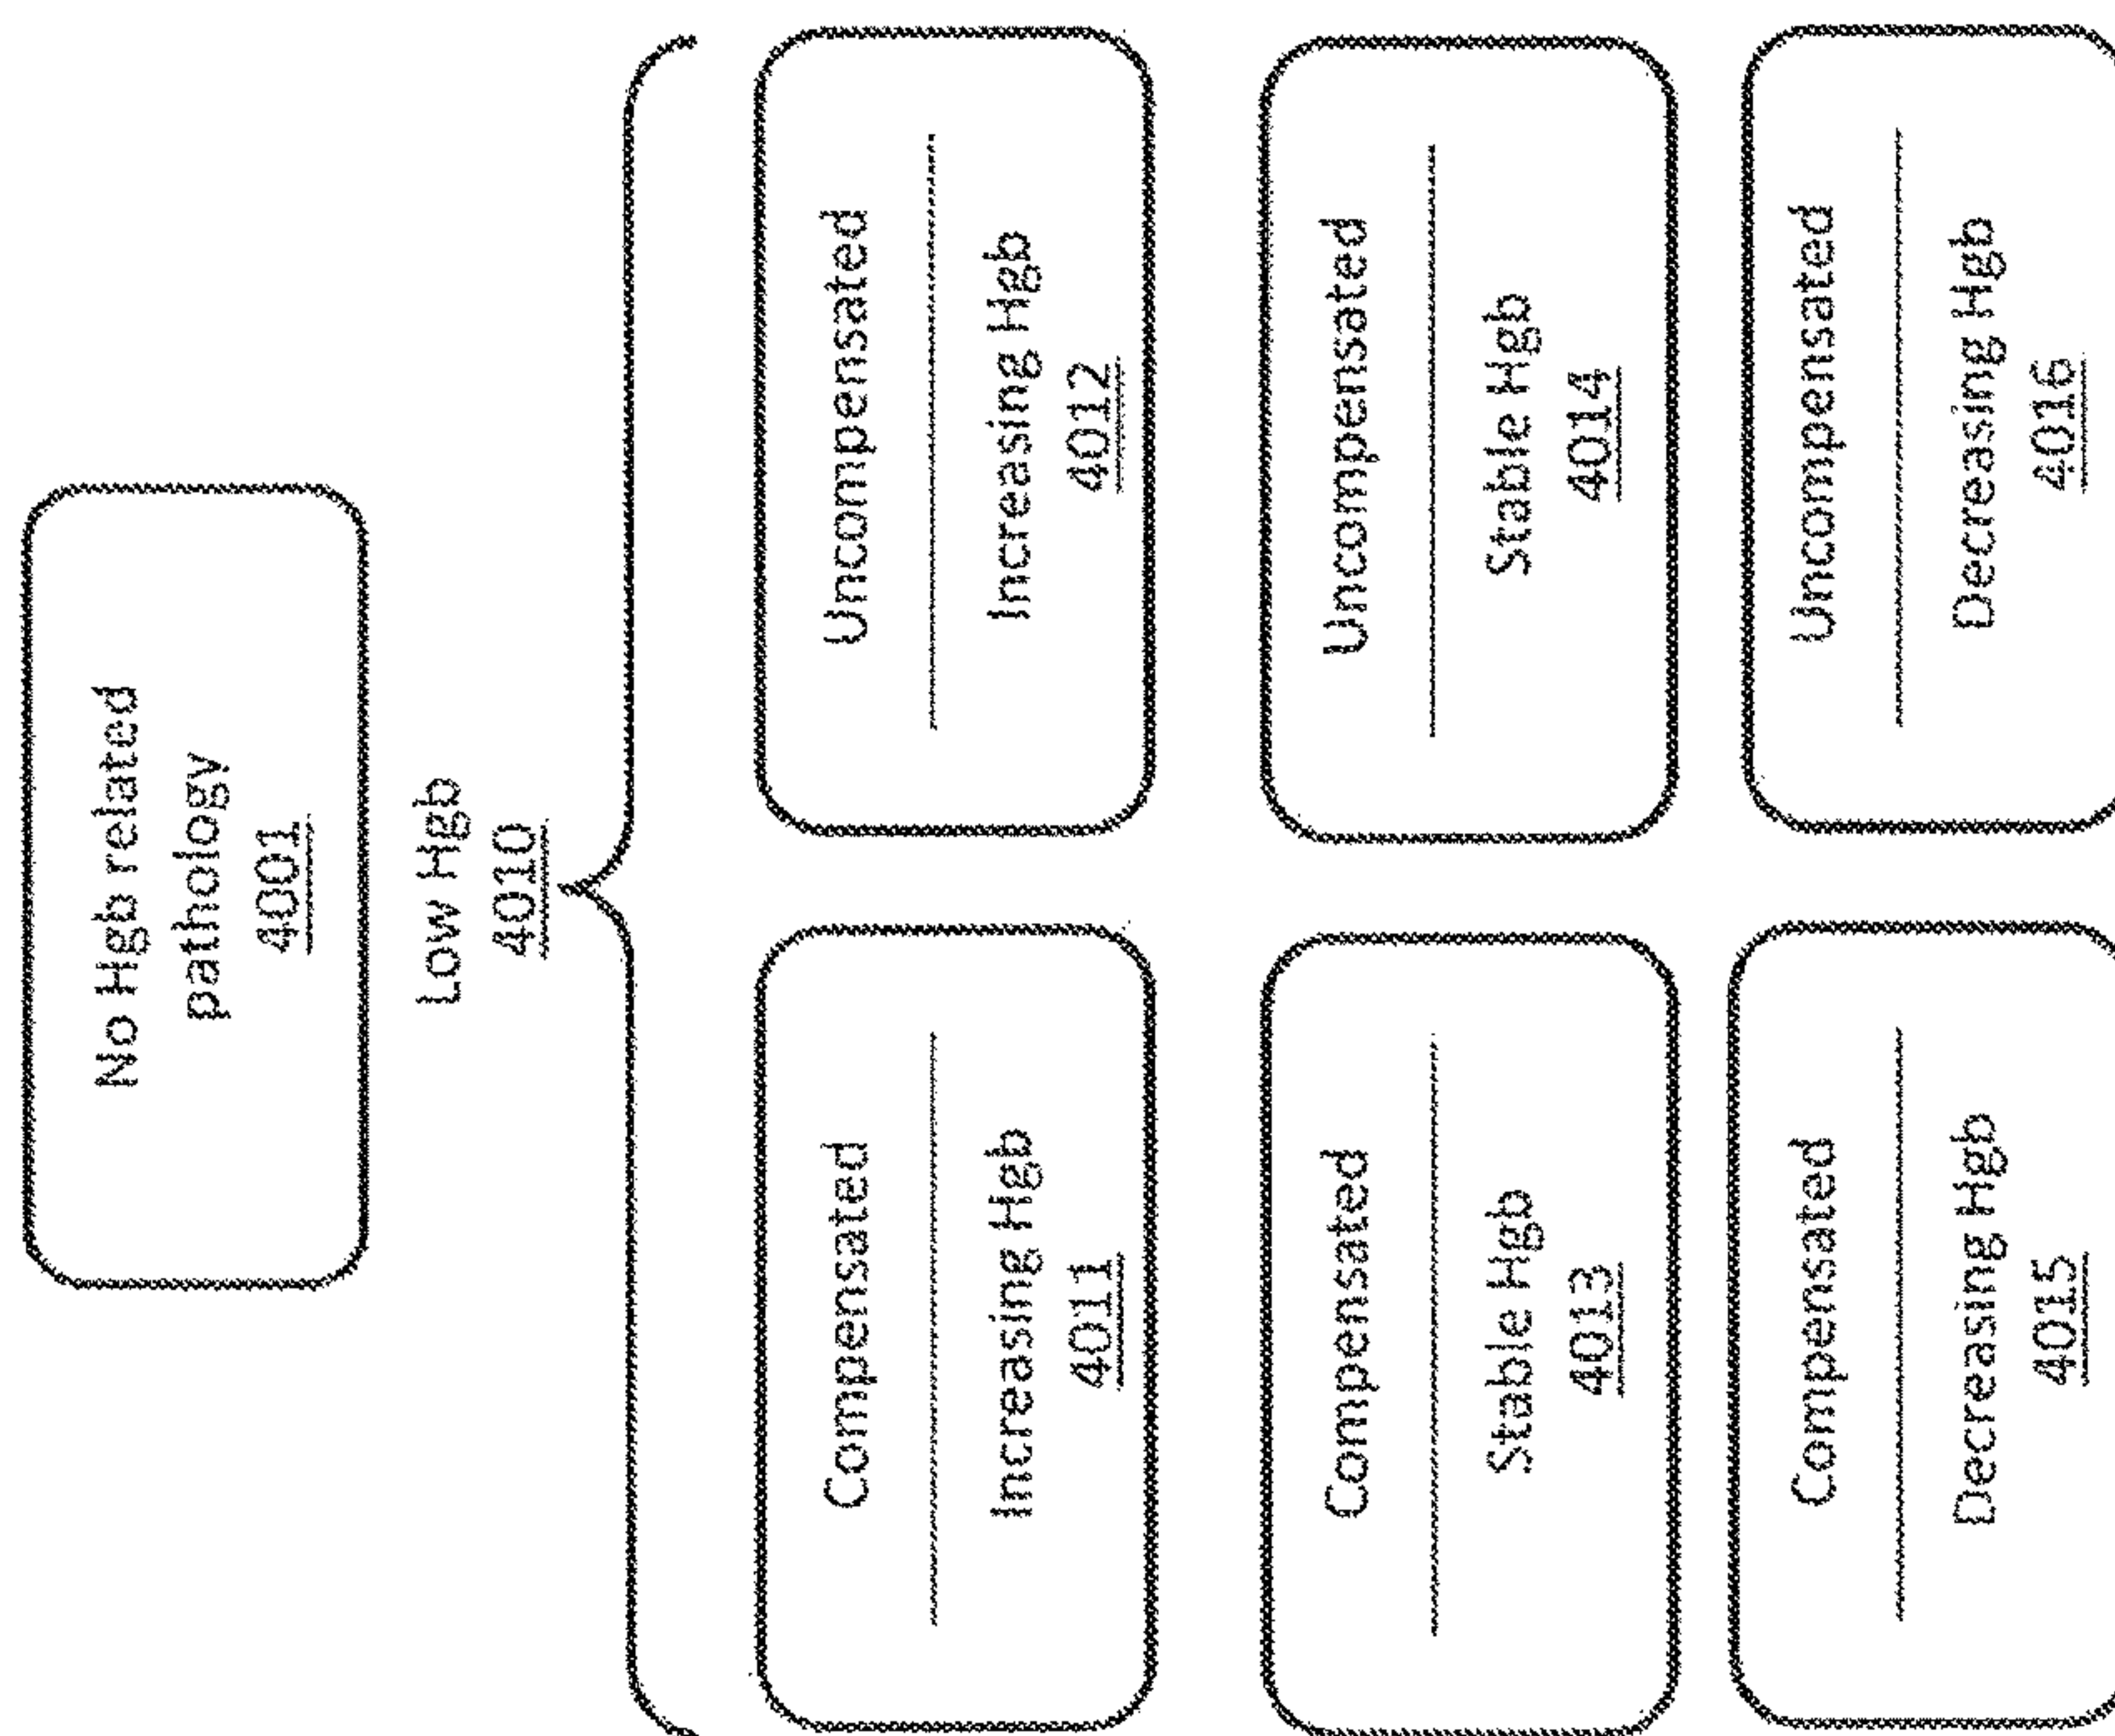 No Hgb related
pathology
4001
Low Hgb
4010
Compensated
Increasing Hgb
4011
Uncompensated
Increasing Hgb
4012
Compensated
Stable Hgb
4013
Uncompensated
Stable Hgb
4014
Compensated
Decreasing Hgb
4015
Uncompensated
Decreasing Hgb
4016